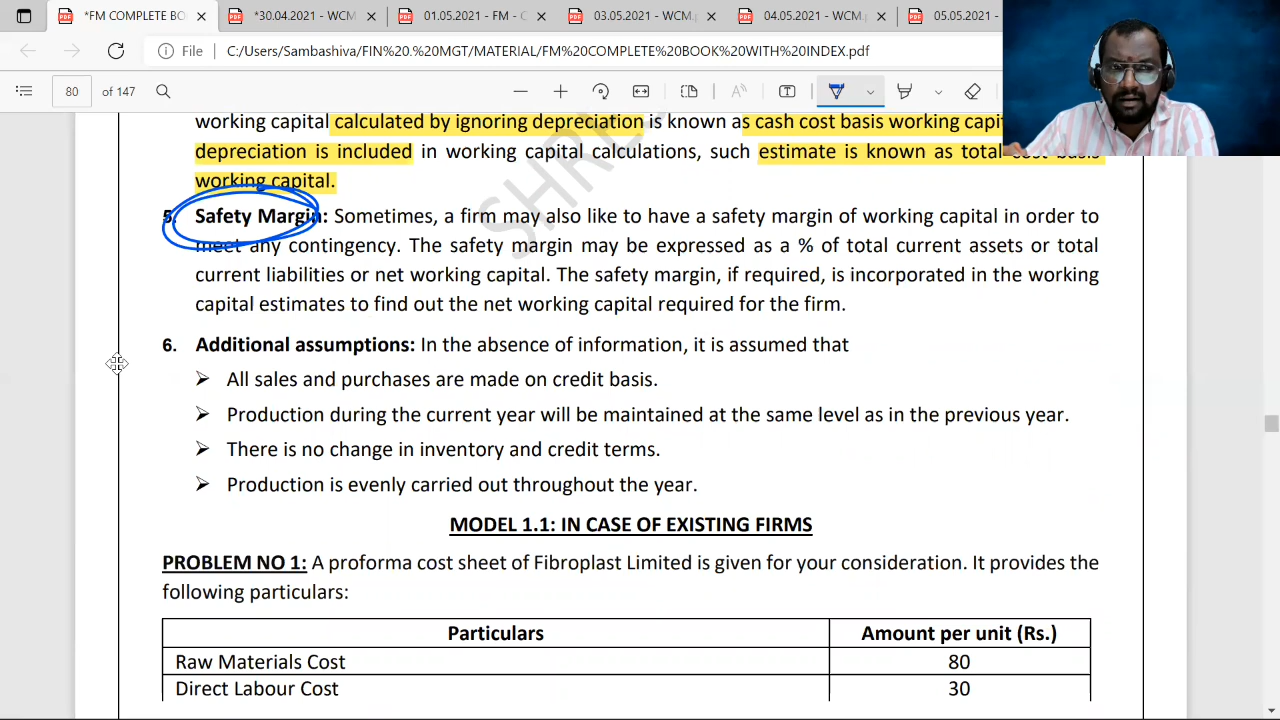 *FM COMPLETE BO
*30.04.2021 - WCM
01.05.2021 - FM - C
03.05.2021 - WCM.
04.05.2021 - WCM.
05.05.2021 -
File
C:/Users/Sambashiva/FIN%20.%20MGT/MATERIAL/FM%20COMPLETE%20BOOK%20WITH%20INDEX.pdf
80 of 147
working capital calculated by ignoring depreciation is known as cash cost basis working
depreciation is included in working capital calculations, such estimate is known as total cost basis
working capital.
SHRE
5. Safety Margin: Sometimes, a firm may also like to have a safety margin of working capital in order to
meet any contingency. The safety margin may be expressed as a % of total current assets or total
current liabilities or net working capital. The safety margin, if required, is incorporated in the working
capital estimates to find out the net working capital required for the firm.
6. Additional assumptions: In the absence of information, it is assumed that
➢ All sales and purchases are made on credit basis.
➢ Production during the current year will be maintained at the same level as in the previous year.
➢ There is no change in inventory and credit terms.
➢ Production is evenly carried out throughout the year.
MODEL 1.1: IN CASE OF EXISTING FIRMS
PROBLEM NO 1: A proforma cost sheet of Fibroplast Limited is given for your consideration. It provides the
following particulars:
Particulars Amount per unit (Rs.)
Raw Materials Cost 80
Direct Labour Cost 30